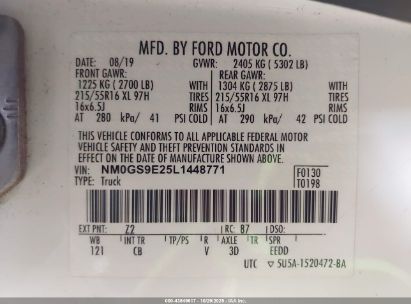 MFD. BY FORD MOTOR CO.
DATE: 08/19 GVWR: 2405 KG (5302 LB)
FRONT GAWR: REAR GAWR:
1225 KG (2700 LB) WITH 1304 KG (2875 LB) WITH
215/55R16 XL 97H TIRES 215/55R16 XL 97H TIRES
16x6.5J RIMS 16x6.5J RIMS
AT 280 kPa/ 41 PSI COLD AT 290 kPa/ 42 PSI COLD
THIS VEHICLE CONFORMS TO ALL APPLICABLE FEDERAL MOTOR
VEHICLE SAFETY AND THEFT PREVENTION STANDARDS IN
EFFECT ON THE DATE OF MANUFACTURE SHOWN ABOVE.
VIN: NM0GS9E25L1448771 F0130
TYPE: Truck T0198
EXT PNT: Z2 RC: B7 DSO:
WB INT TR TP/PS R AXLE TR SPR
121 CB V 3D EEDD
UTC 5U5A-1520472-BA